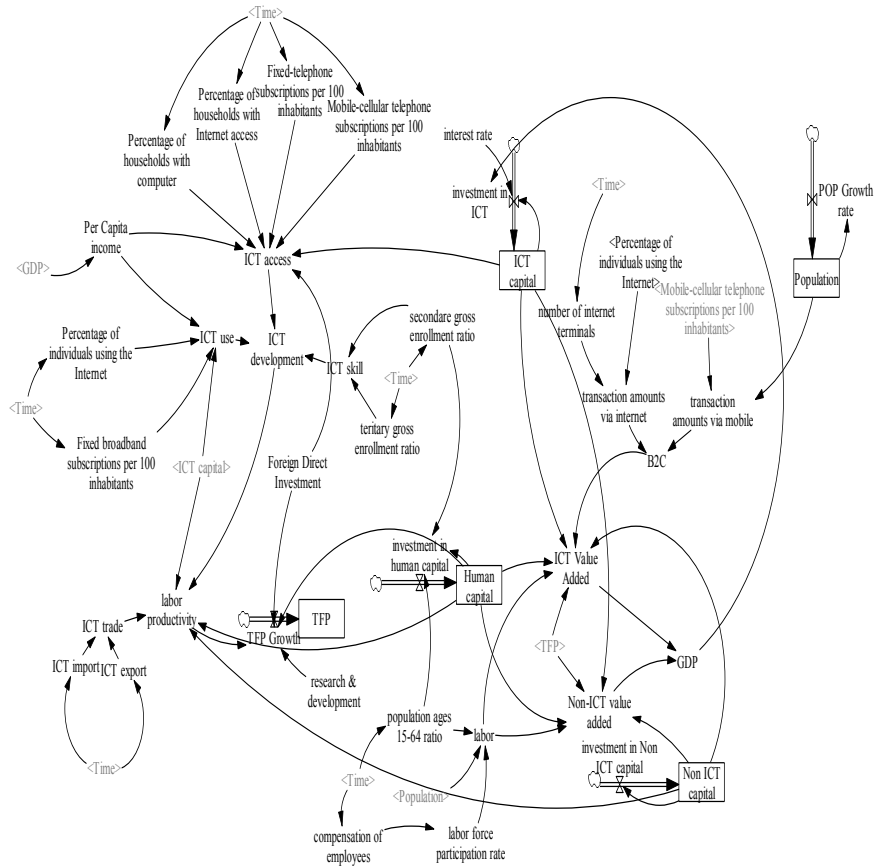 <Time>
Fixed-telephone
subscriptions per 100
inhabitants
Percentage of
households with
Internet access
Mobile-cellular telephone
subscriptions per 100
inhabitants
Percentage of
households with
computer
interest rate
investment in
ICT
<Time>
POP Growth
rate
Per Capita
income
<GDP>
ICT access
ICT
capital
<Percentage of
individuals using the
Internet>
Population
<Mobile-cellular telephone
subscriptions per 100
inhabitants>
number of internet
terminals
Percentage of
individuals using the
Internet
ICT use
ICT
development
ICT skill
secondare gross
enrollment ratio
<Time>
<Time>
teritary gross
enrollment ratio
transaction amounts
via internet
transaction
amounts via mobile
Fixed broadband
subscriptions per 100
inhabitants
<ICT capital>
Foreign Direct
Investment
B2C
investment in
human capital
Human
capital
ICT Value
Added
labor
productivity
TFP
TFP Growth
ICT trade
ICT import
ICT export
<TFP>
GDP
research &
development
Non-ICT value
added
population ages
15-64 ratio
labor
investment in Non
ICT capital
Non ICT
capital
<Time>
<Time>
<Population>
compensation of
employees
labor force
participation rate